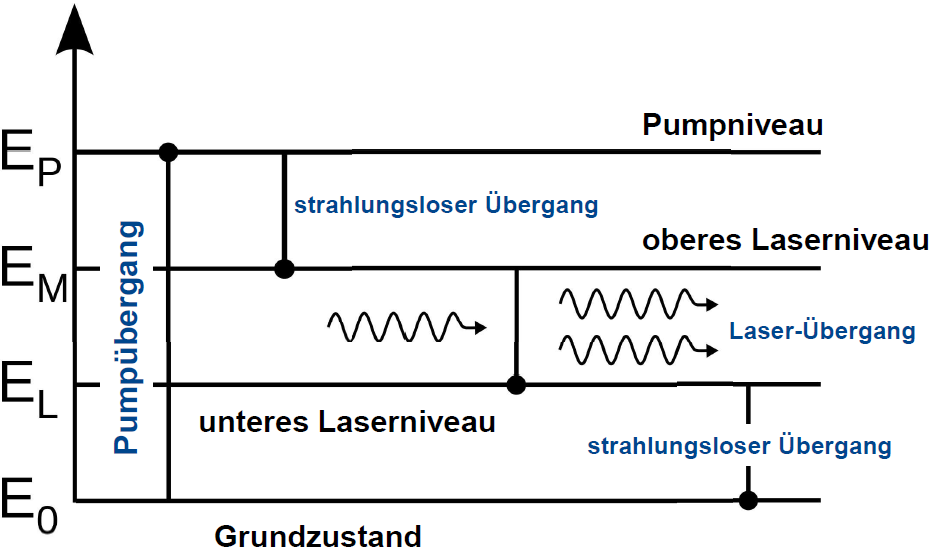 Pumpniveau
E_P
strahlungsloser Übergang
oberes Laserniveau
E_M
Pumpübergang
Laser-Übergang
E_L
unteres Laserniveau
strahlungsloser Übergang
E_0
Grundzustand